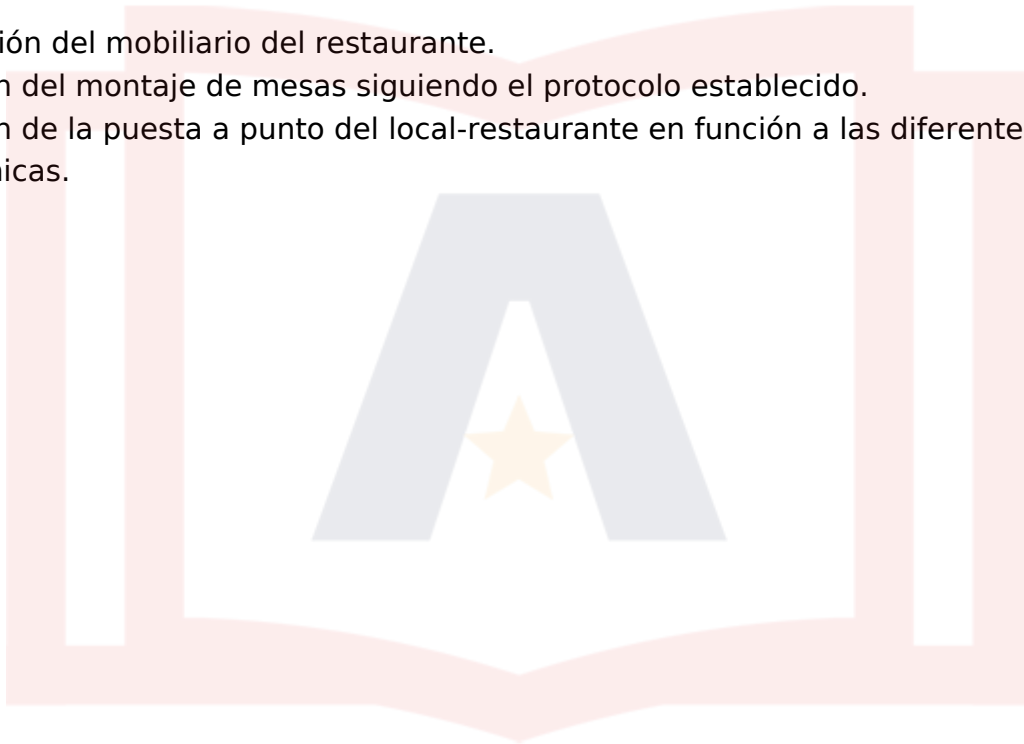 ión del mobiliario del restaurante.
n del montaje de mesas siguiendo el protocolo establecido.
n de la puesta a punto del local-restaurante en función a las diferente
icas.